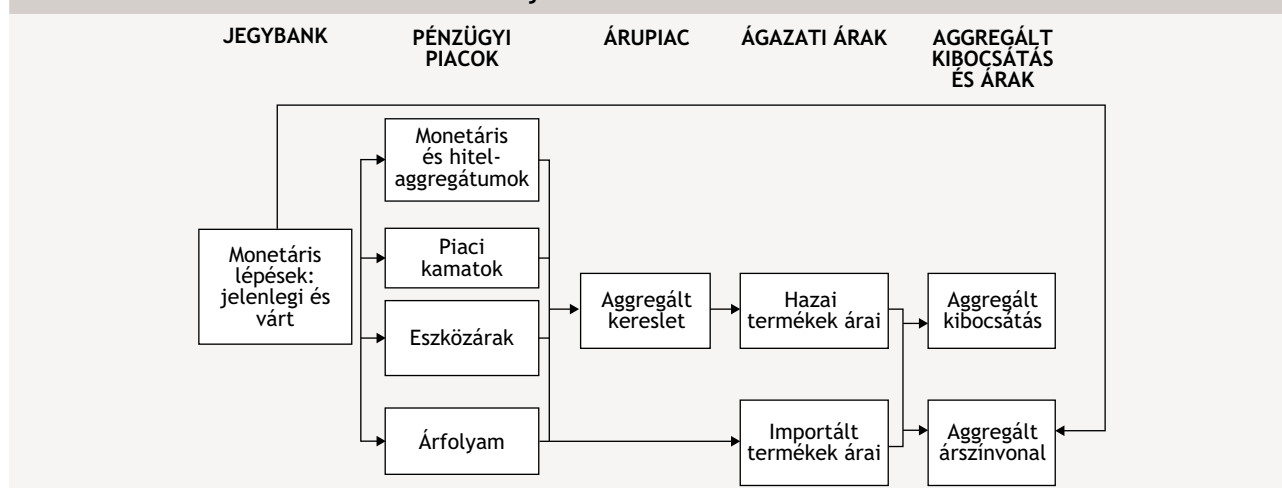 JEGYBANK
PÉNZÜGYI
PIACOK
ÁRUPIAC
ÁGAZATI ÁRAK
AGGREGÁLT
KIBOCSÁTÁS
ÉS ÁRAK
Monetáris
lépések:
jelenlegi és
várt
Monetáris
és hitel-
aggregátumok
Piaci
kamatok
Eszközárak
Árfolyam
Aggregált
kereslet
Hazai
termékek árai
Importált
termékek árai
Aggregált
kibocsátás
Aggregált
árszínvonal